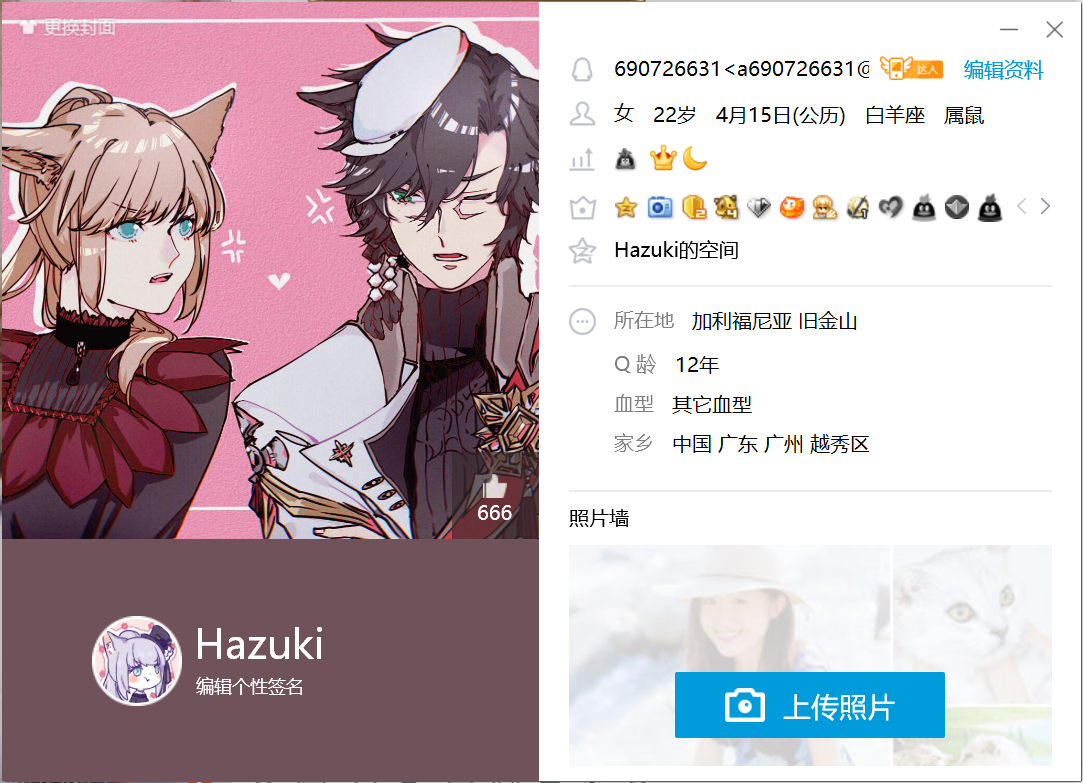 更换封面
666
Hazuki
编辑个性签名
690726631<a690726631@ 达人 编辑资料
女 22岁 4月15日(公历) 白羊座 属鼠
Hazuki的空间
所在地 加利福尼亚 旧金山
Q 龄 12年
血型 其它血型
家乡 中国 广东 广州 越秀区
照片墙
上传照片